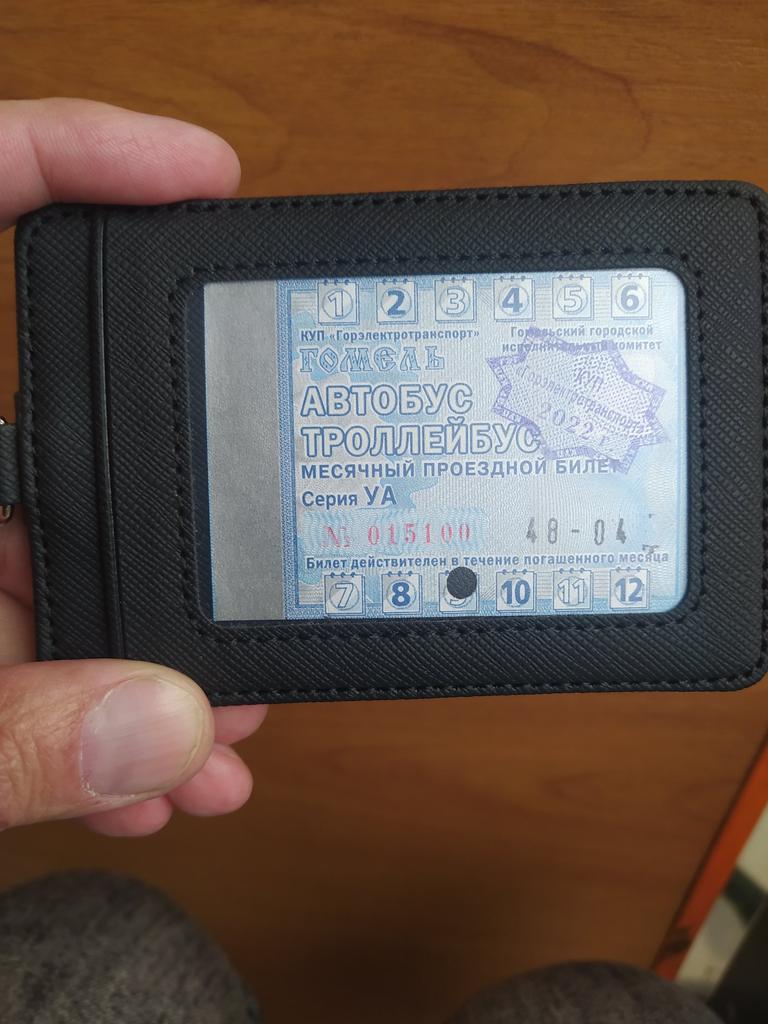 1 2 3 4 5 6
КУП «Горэлектротранспорт»
Гомельский городской
исполнительный комитет
ГОМЕЛЬ
АВТОБУС
ТРОЛЛЕЙБУС
МЕСЯЧНЫЙ ПРОЕЗДНОЙ БИЛЕТ
КУП
«Горэлектротранспорт»
2022 г
Серия УА
№ 015100 48-04
Билет действителен в течение погашенного месяца
7 8 9 10 11 12